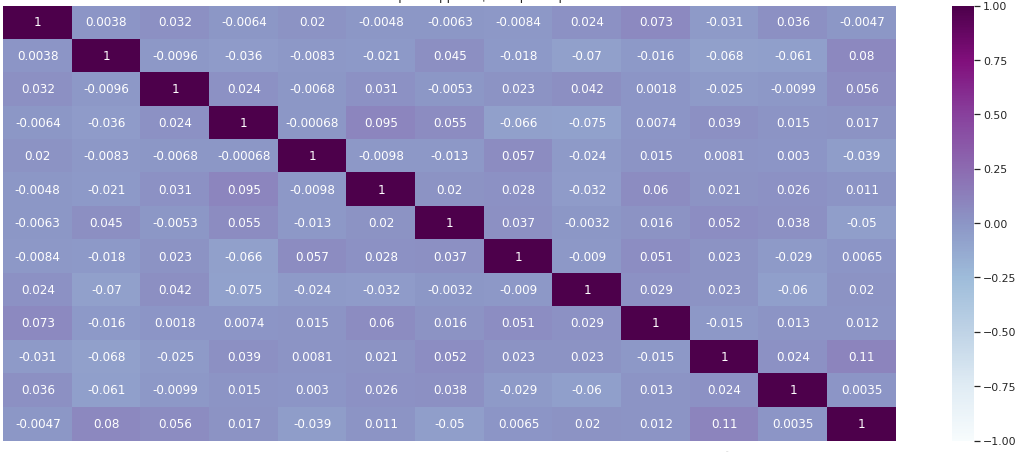 1 0.0038 0.032 -0.0064 0.02 -0.0048 -0.0063 -0.0084 0.024 0.073 -0.031 0.036 -0.0047
0.0038 1 -0.0096 -0.036 -0.0083 -0.021 0.045 -0.018 -0.07 -0.016 -0.068 -0.061 0.08
0.032 -0.0096 1 0.024 -0.0068 0.031 -0.0053 0.023 0.042 0.0018 -0.025 -0.0099 0.056
-0.0064 -0.036 0.024 1 -0.00068 0.095 0.055 -0.066 -0.075 0.0074 0.039 0.015 0.017
0.02 -0.0083 -0.0068 -0.00068 1 -0.0098 -0.013 0.057 -0.024 0.015 0.0081 0.003 -0.039
-0.0048 -0.021 0.031 0.095 -0.0098 1 0.02 0.028 -0.032 0.06 0.021 0.026 0.011
-0.0063 0.045 -0.0053 0.055 -0.013 0.02 1 0.037 -0.0032 0.016 0.052 0.038 -0.05
-0.0084 -0.018 0.023 -0.066 0.057 0.028 0.037 1 -0.009 0.051 0.023 -0.029 0.0065
0.024 -0.07 0.042 -0.075 -0.024 -0.032 -0.0032 -0.009 1 0.029 0.023 -0.06 0.02
0.073 -0.016 0.0018 0.0074 0.015 0.06 0.016 0.051 0.029 1 -0.015 0.013 0.012
-0.031 -0.068 -0.025 0.039 0.0081 0.021 0.052 0.023 0.023 -0.015 1 0.024 0.11
0.036 -0.061 -0.0099 0.015 0.003 0.026 0.038 -0.029 -0.06 0.013 0.024 1 0.0035
-0.0047 0.08 0.056 0.017 -0.039 0.011 -0.05 0.0065 0.02 0.012 0.11 0.0035 1
1.00
0.75
0.50
0.25
0.00
−0.25
−0.50
−0.75
−1.00